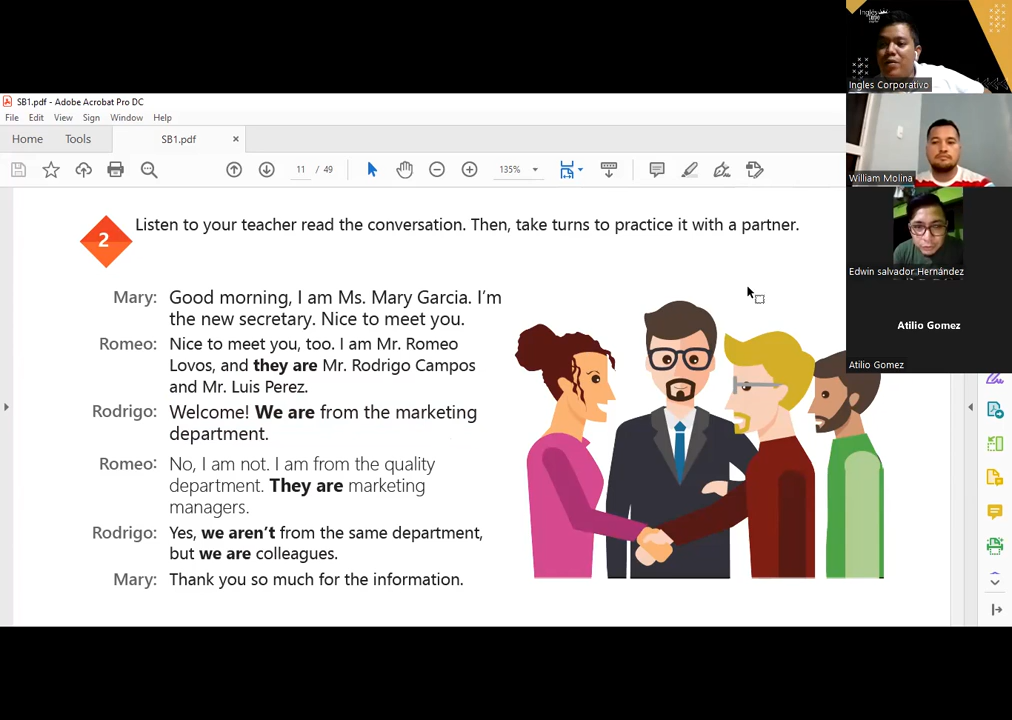 SB1.pdf - Adobe Acrobat Pro DC
File Edit View Sign Window Help
Home Tools SB1.pdf ×
11 / 49 135%
2
Listen to your teacher read the conversation. Then, take turns to practice it with a partner.
Mary: Good morning, I am Ms. Mary Garcia. I'm
the new secretary. Nice to meet you.
Romeo: Nice to meet you, too. I am Mr. Romeo
Lovos, and they are Mr. Rodrigo Campos
and Mr. Luis Perez.
Rodrigo: Welcome! We are from the marketing
department.
Romeo: No, I am not. I am from the quality
department. They are marketing
managers.
Rodrigo: Yes, we aren't from the same department,
but we are colleagues.
Mary: Thank you so much for the information.
Inglés
Ingles Corporativo
William Molina
Edwin salvador Hernández
Atilio Gomez
Atilio Gomez